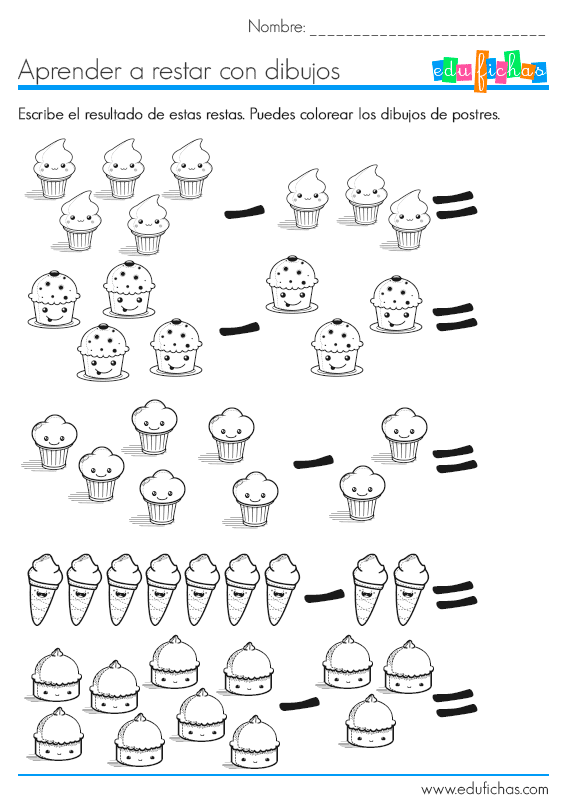 Nombre: ___________________________
Aprender a restar con dibujos
edufichas
Escribe el resultado de estas restas. Puedes colorear los dibujos de postres.
www.edufichas.com